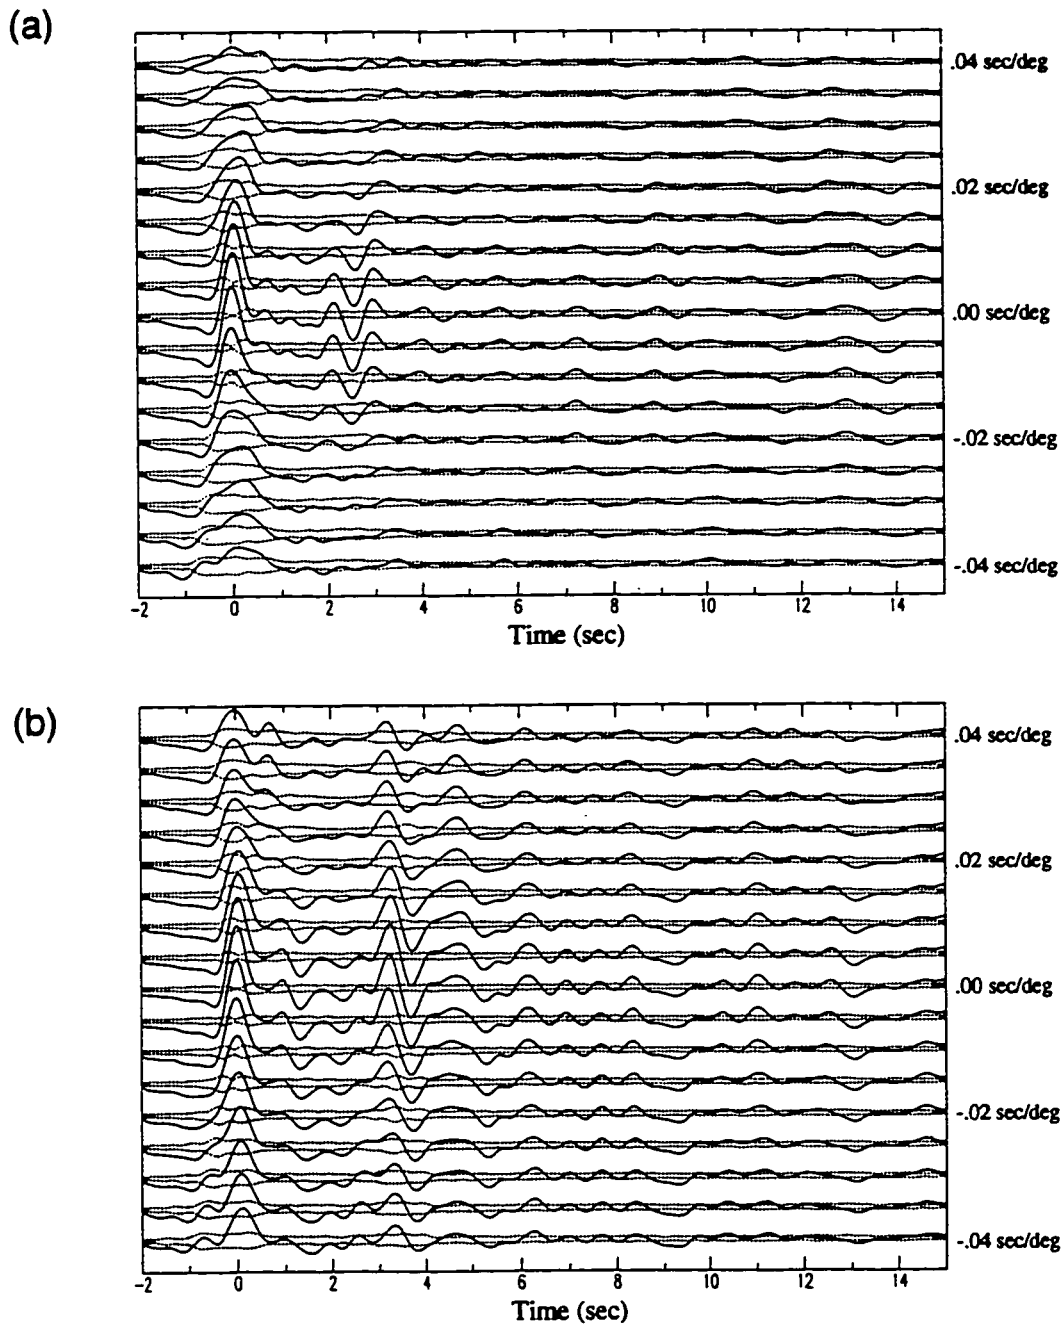 (a)
.04 sec/deg
.02 sec/deg
.00 sec/deg
-.02 sec/deg
-.04 sec/deg
-2 0 2 4 6 8 10 12 14
Time (sec)
(b)
.04 sec/deg
.02 sec/deg
.00 sec/deg
-.02 sec/deg
-.04 sec/deg
-2 0 2 4 6 8 10 12 14
Time (sec)